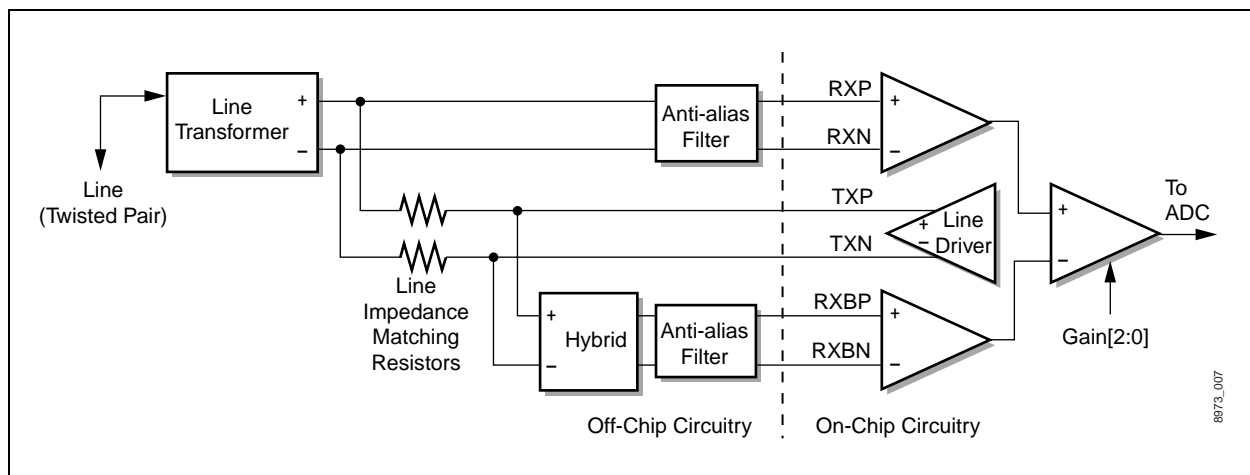 Line
Transformer
+
−
Line
(Twisted Pair)
Anti-alias
Filter
RXP
RXN
+
−
TXP
TXN
+
−
Line
Driver
+
−
To
ADC
Gain[2:0]
Line
Impedance
Matching
Resistors
+
−
Hybrid
Anti-alias
Filter
RXBP
RXBN
+
−
Off-Chip Circuitry
On-Chip Circuitry
8973_007